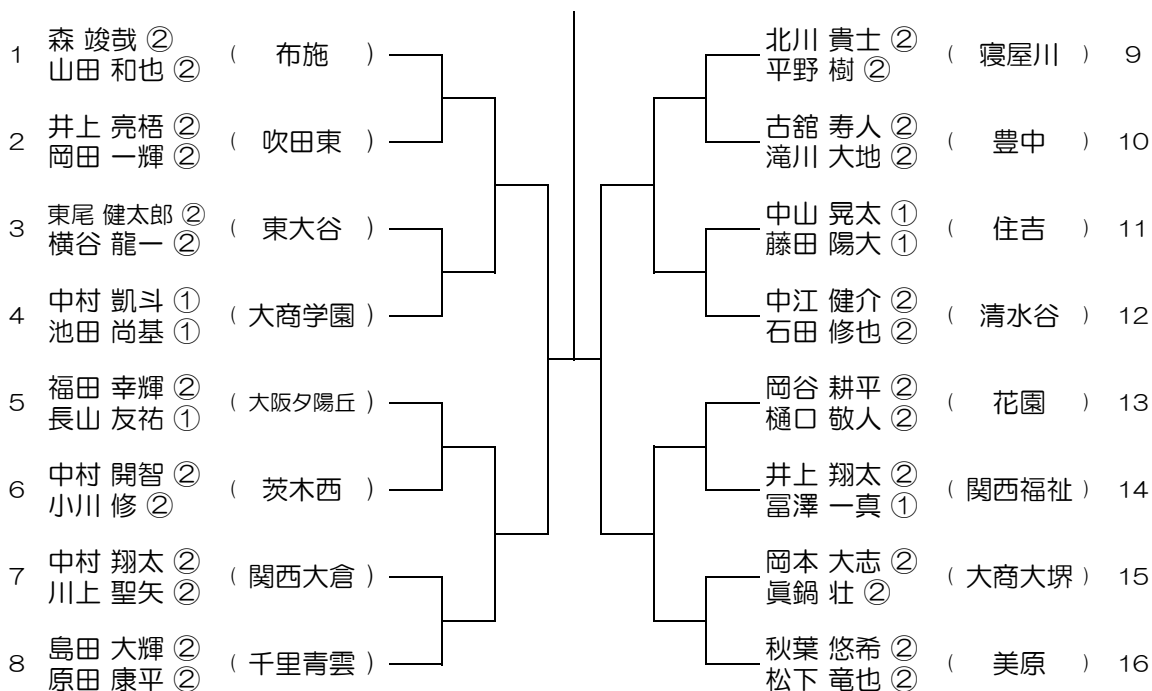 森 竣哉 ②
1 ( 布施 )
山田 和也 ②
井上 亮梧 ②
2 ( 吹田東 )
岡田 一輝 ②
東尾 健太郎 ②
3 ( 東大谷 )
横谷 龍一 ②
中村 凱斗 ①
4 ( 大商学園 )
池田 尚基 ①
福田 幸輝 ②
5 ( 大阪夕陽丘 )
長山 友祐 ①
中村 開智 ②
6 ( 茨木西 )
小川 修 ②
中村 翔太 ②
7 ( 関西大倉 )
川上 聖矢 ②
島田 大輝 ②
8 ( 千里青雲 )
原田 康平 ②
北川 貴士 ②
( 寝屋川 ) 9
平野 樹 ②
古舘 寿人 ②
( 豊中 ) 10
滝川 大地 ②
中山 晃太 ①
( 住吉 ) 11
藤田 陽大 ①
中江 健介 ②
( 清水谷 ) 12
石田 修也 ②
岡谷 耕平 ②
( 花園 ) 13
樋口 敬人 ②
井上 翔太 ②
( 関西福祉 ) 14
冨澤 一真 ①
岡本 大志 ②
( 大商大堺 ) 15
眞鍋 壮 ②
秋葉 悠希 ②
( 美原 ) 16
松下 竜也 ②